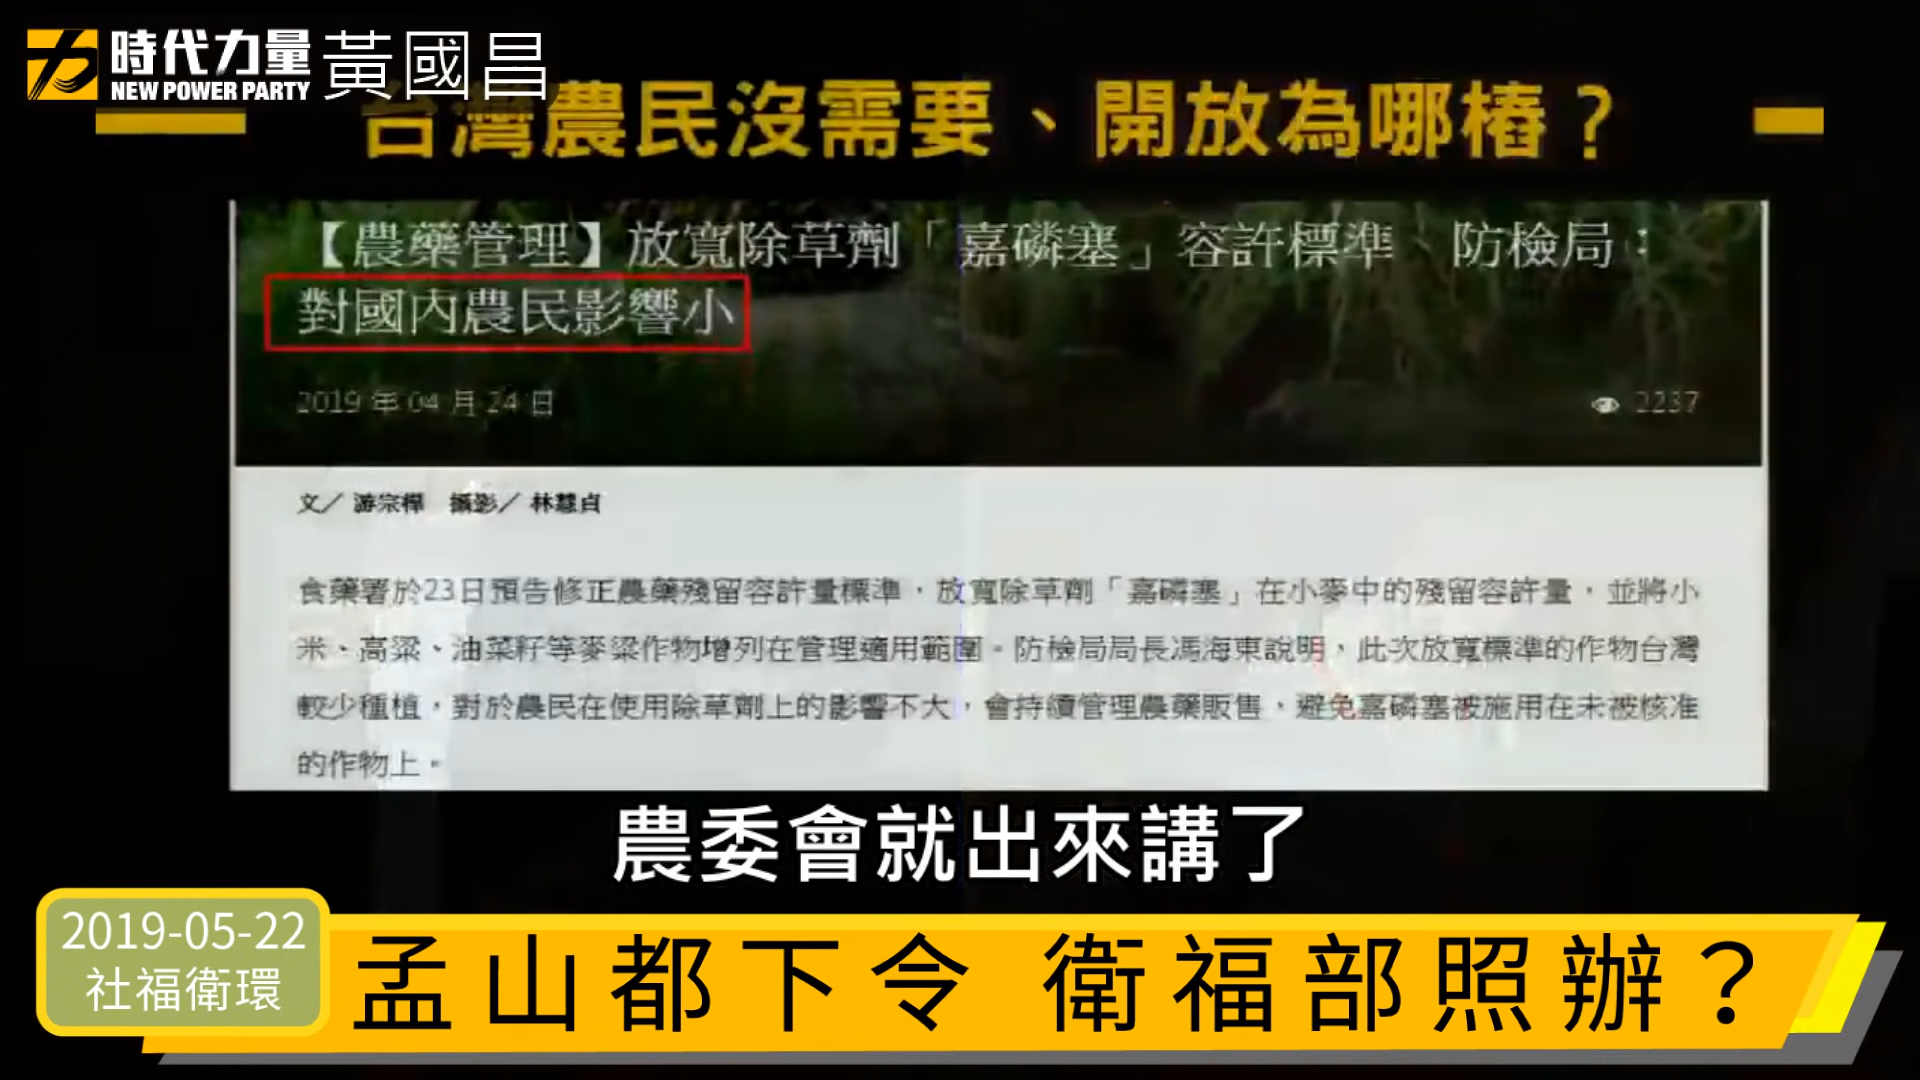 時代力量 黃國昌
NEW POWER PARTY
台灣農民沒需要、開放為哪樁？
【農藥管理】放寬除草劑「嘉磷塞」容許標準、防檢局：
對國內農民影響小
2019 年 04 月 24 日
2237
文／游宗樺 攝影／林慧貞
食藥署於23日預告修正農藥殘留容許量標準，放寬除草劑「嘉磷塞」在小麥中的殘留容許量，並將小
米、高粱、油菜籽等麥粱作物增列在管理適用範圍。防檢局局長馮海東說明，此次放寬標準的作物台灣
較少種植，對於農民在使用除草劑上的影響不大，會持續管理農藥販售，避免嘉磷塞被施用在未被核准
的作物上。
農委會就出來講了
2019-05-22
社福衛環
孟山都下令 衛福部照辦？